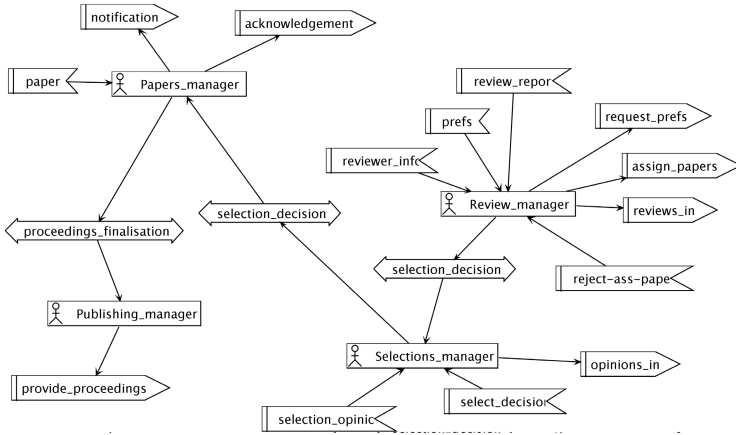 notification
acknowledgement
paper
Papers_manager
review_repor
prefs
request_prefs
reviewer_info
assign_papers
Review_manager
reviews_in
selection_decision
proceedings_finalisation
selection_decision
reject-ass-pape
Publishing_manager
Selections_manager
opinions_in
provide_proceedings
select_decision
selection_opinic